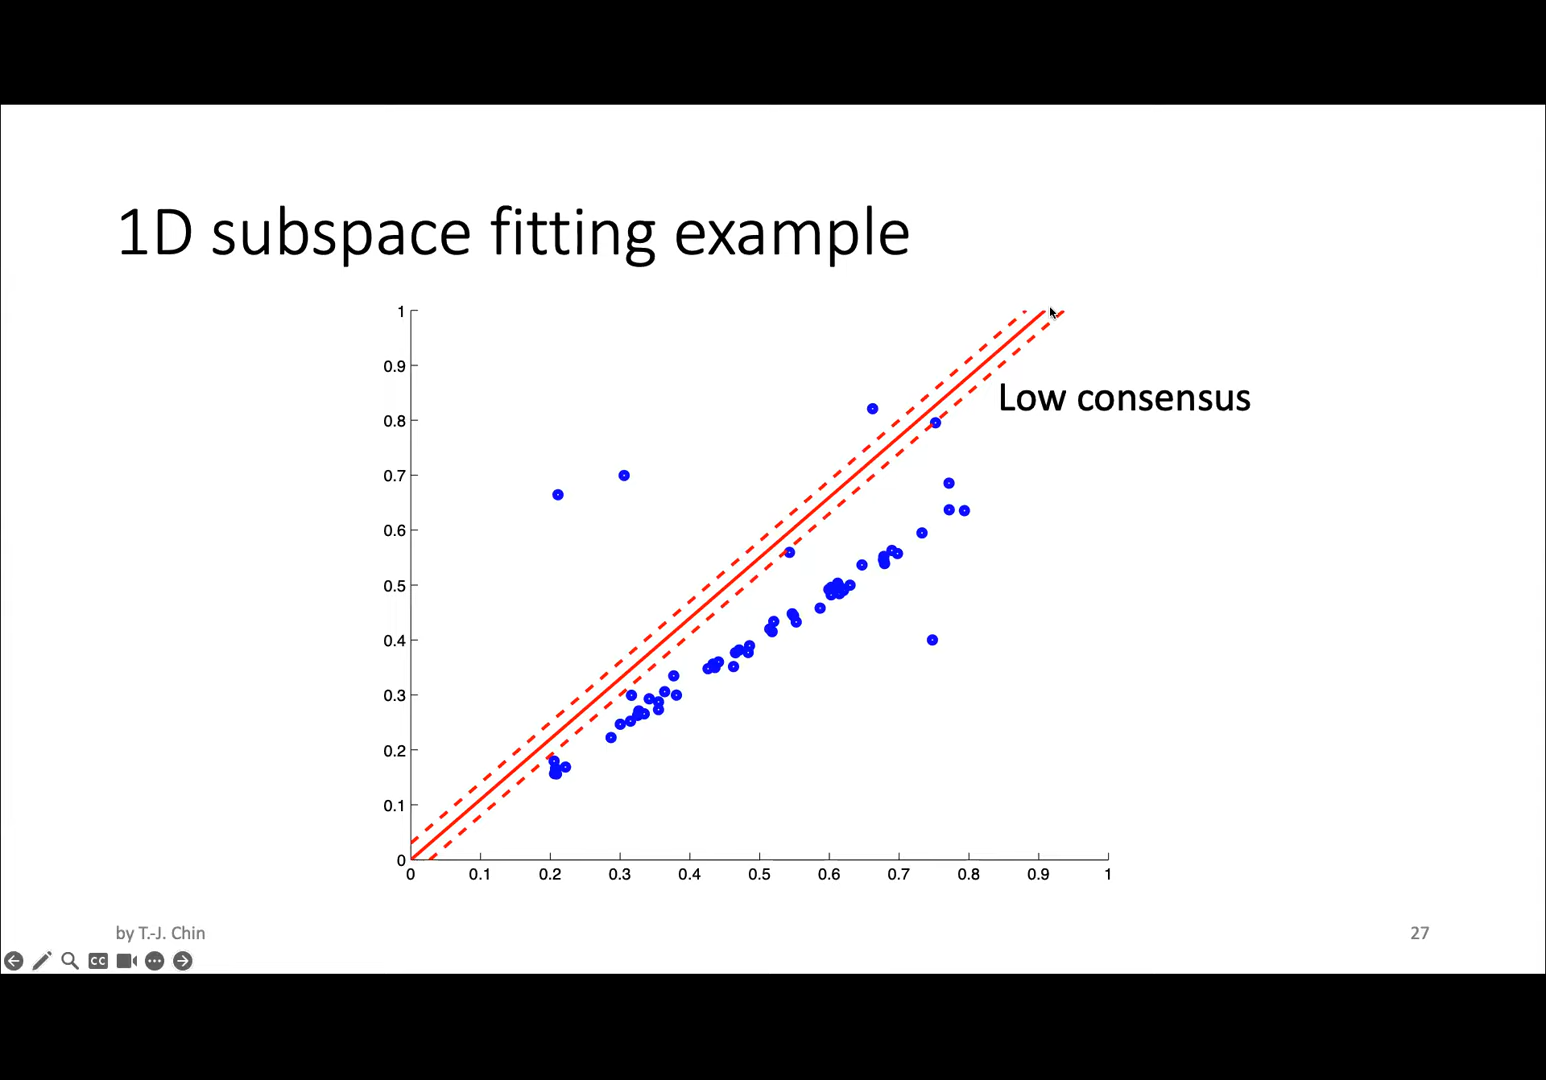 1D subspace fitting example
1
0.9
Low consensus
0.8
0.7
0.6
0.5
0.4
0.3
0.2
0.1
0
0 0.1 0.2 0.3 0.4 0.5 0.6 0.7 0.8 0.9 1
by T.-J. Chin
27
CC